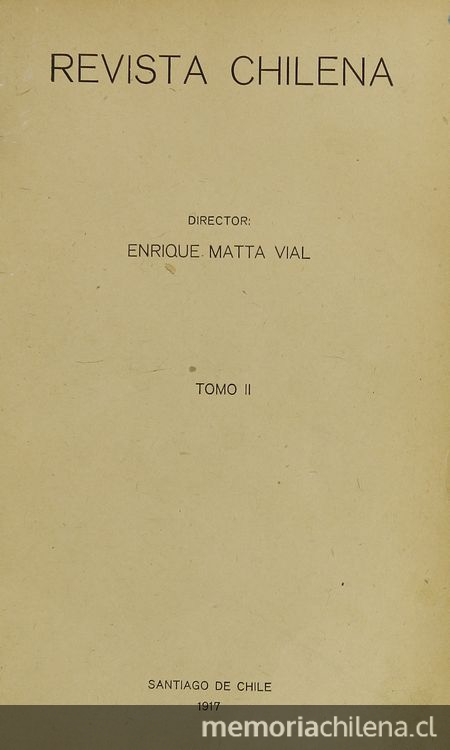 REVISTA CHILENA
DIRECTOR:
ENRIQUE MATTA VIAL
TOMO II
SANTIAGO DE CHILE
1917
memoriachilena.cl